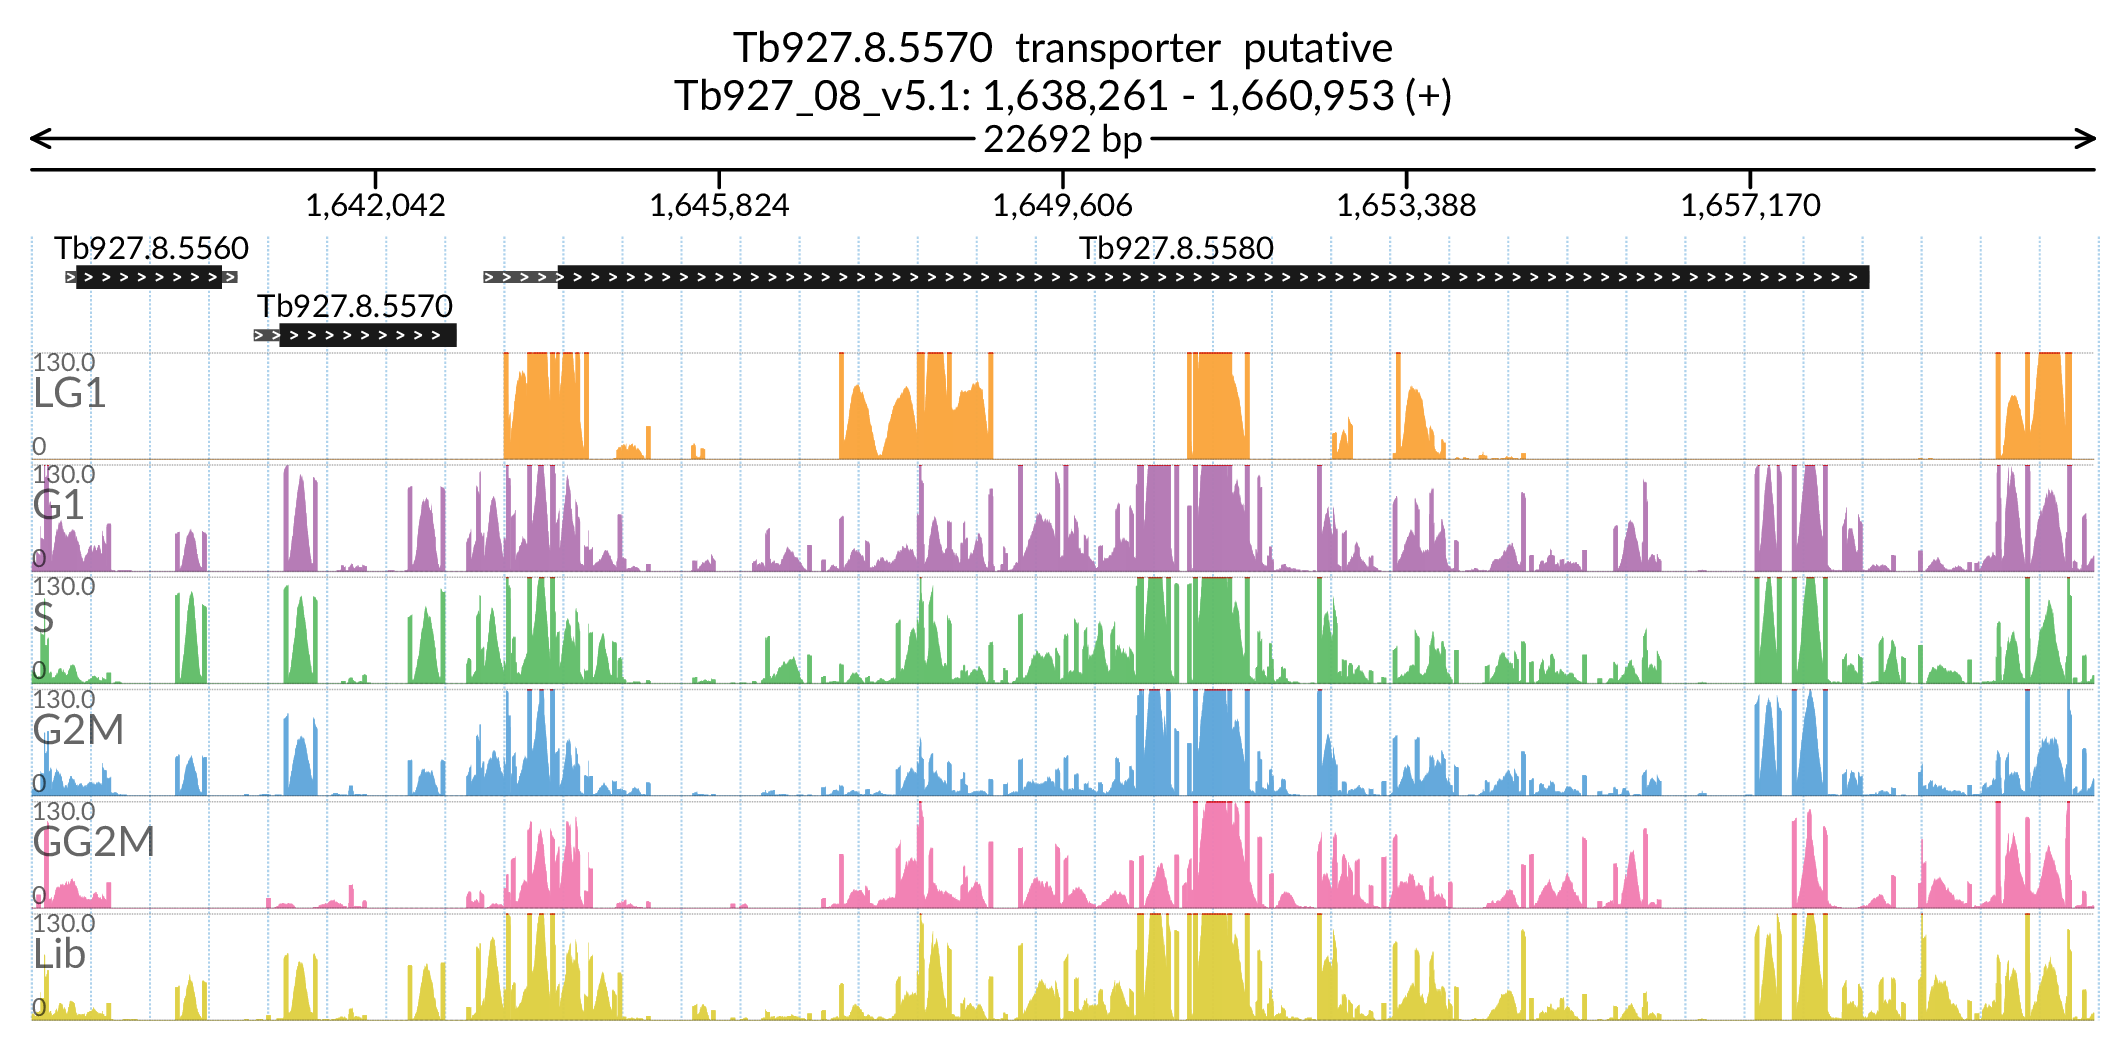 Tb927.8.5570 transporter putative
Tb927_08_v5.1: 1,638,261 - 1,660,953 (+)
22692 bp
1,642,042 1,645,824 1,649,606 1,653,388 1,657,170
Tb927.8.5560 Tb927.8.5580
Tb927.8.5570
130.0
LG1
0
130.0
G1
0
130.0
S
0
130.0
G2M
0
130.0
GG2M
0
130.0
Lib
0